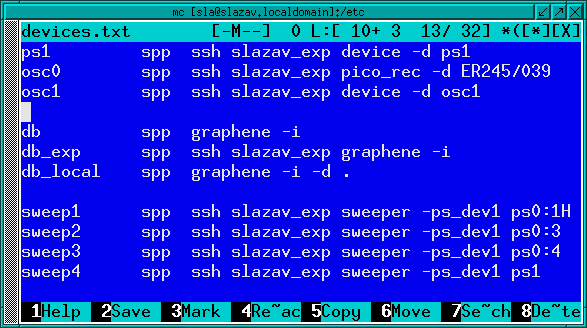 mc [sla@slazav.localdomain]:/etc
devices.txt [-M--] 0 L:[ 10+ 3 13/ 32] *([*][X]
ps1 spp ssh slazav_exp device -d ps1
osc0 spp ssh slazav_exp pico_rec -d ER245/039
osc1 spp ssh slazav_exp device -d osc1
db spp graphene -i
db_exp spp ssh slazav_exp graphene -i
db_local spp graphene -i -d .
sweep1 spp ssh slazav_exp sweeper -ps_dev1 ps0:1H
sweep2 spp ssh slazav_exp sweeper -ps_dev1 ps0:3
sweep3 spp ssh slazav_exp sweeper -ps_dev1 ps0:4
sweep4 spp ssh slazav_exp sweeper -ps_dev1 ps1
1Help 2Save 3Mark 4Re~ac 5Copy 6Move 7Se~ch 8De~te